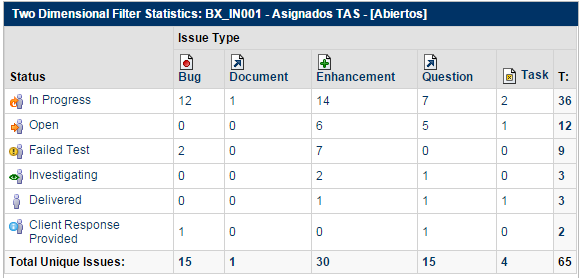 Two Dimensional Filter Statistics: BX_IN001 - Asignados TAS - [Abiertos]
Issue Type
Status Bug Document Enhancement Question Task T:
In Progress 12 1 14 7 2 36
Open 0 0 6 5 1 12
Failed Test 2 0 7 0 0 9
Investigating 0 0 2 1 0 3
Delivered 0 0 1 1 1 3
Client Response
Provided 1 0 0 1 0 2
Total Unique Issues: 15 1 30 15 4 65